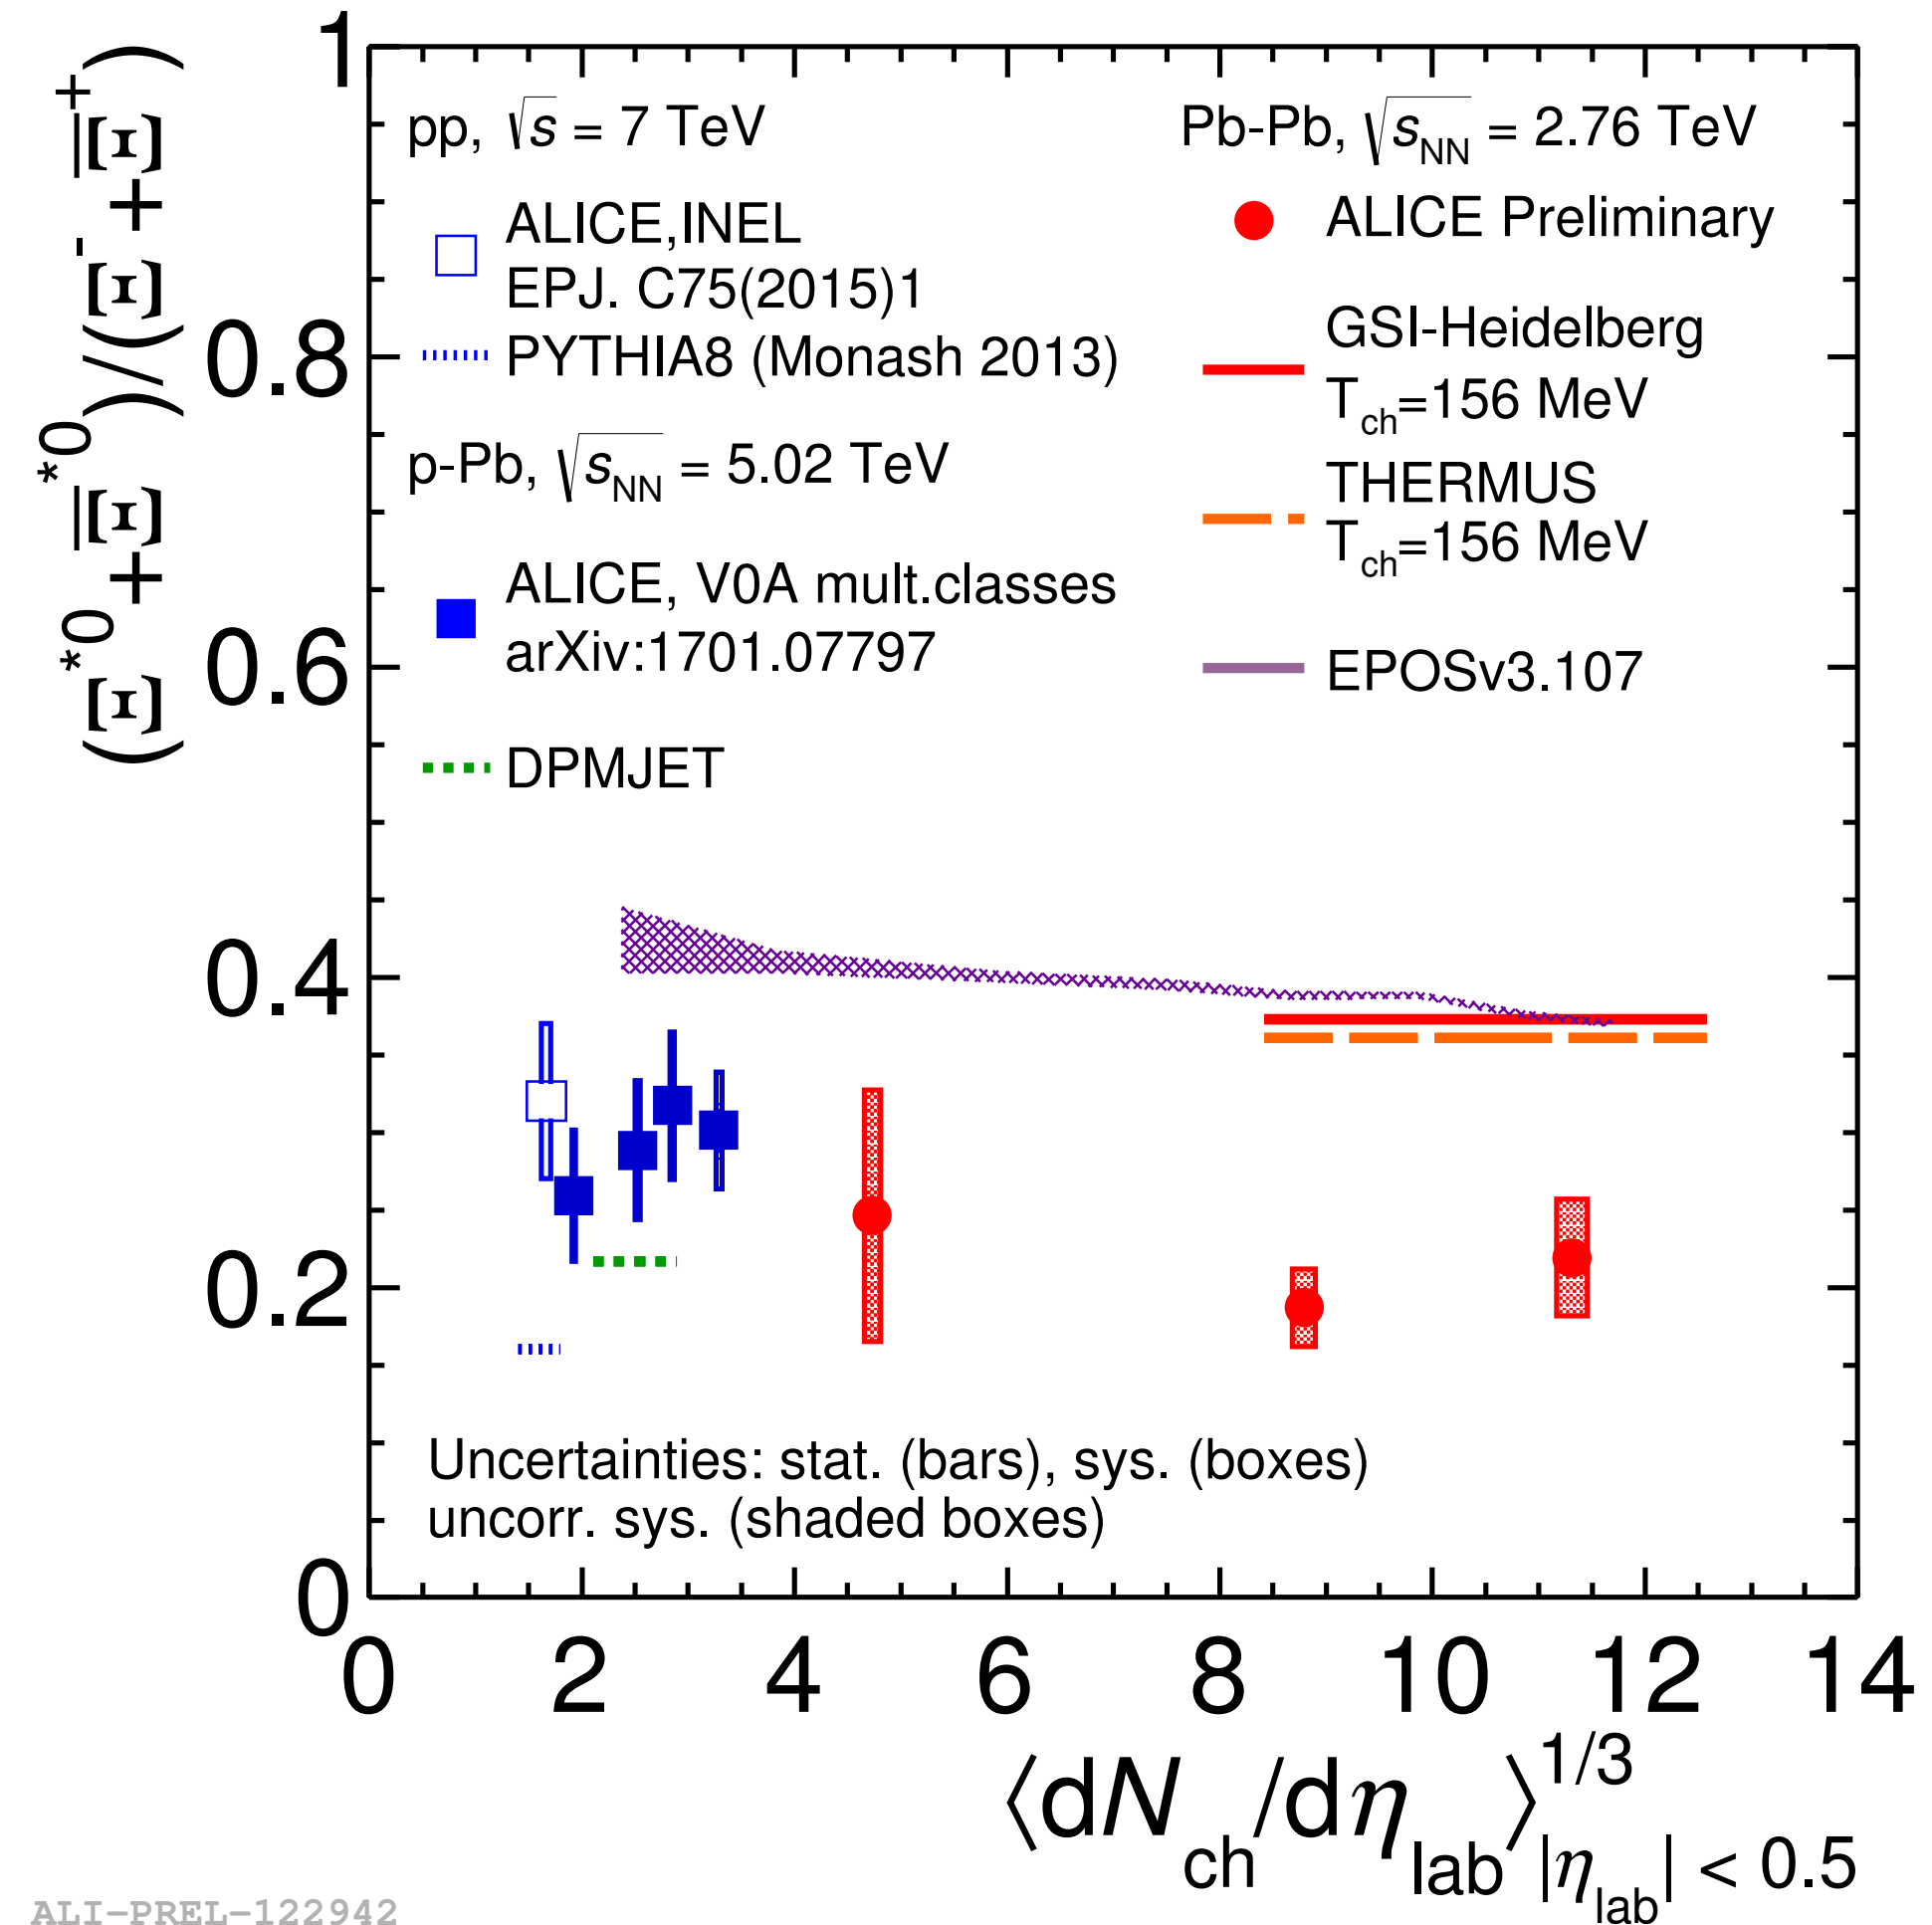 1
(Ξ*0 + Ξ̅*0)/(Ξ- + Ξ̅+)
pp, √s = 7 TeV
ALICE,INEL
EPJ. C75(2015)1
PYTHIA8 (Monash 2013)
p-Pb, √sNN = 5.02 TeV
ALICE, V0A mult.classes
arXiv:1701.07797
DPMJET
Pb-Pb, √sNN = 2.76 TeV
ALICE Preliminary
GSI-Heidelberg
Tch=156 MeV
THERMUS
Tch=156 MeV
EPOSv3.107
0.8
0.6
0.4
0.2
0
Uncertainties: stat. (bars), sys. (boxes)
uncorr. sys. (shaded boxes)
0 2 4 6 8 10 12 14
⟨dNch/dηlab⟩1/3 |ηlab| < 0.5
ALI-PREL-122942